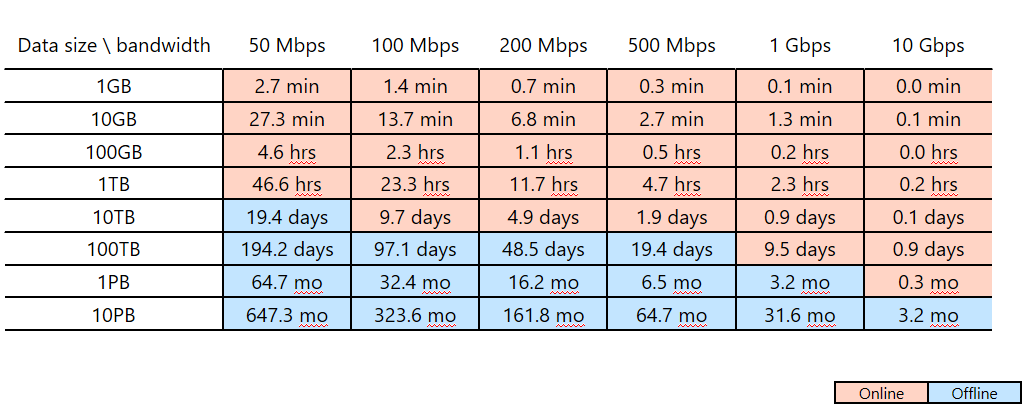 Data size \ bandwidth 50 Mbps 100 Mbps 200 Mbps 500 Mbps 1 Gbps 10 Gbps
1GB 2.7 min 1.4 min 0.7 min 0.3 min 0.1 min 0.0 min
10GB 27.3 min 13.7 min 6.8 min 2.7 min 1.3 min 0.1 min
100GB 4.6 hrs 2.3 hrs 1.1 hrs 0.5 hrs 0.2 hrs 0.0 hrs
1TB 46.6 hrs 23.3 hrs 11.7 hrs 4.7 hrs 2.3 hrs 0.2 hrs
10TB 19.4 days 9.7 days 4.9 days 1.9 days 0.9 days 0.1 days
100TB 194.2 days 97.1 days 48.5 days 19.4 days 9.5 days 0.9 days
1PB 64.7 mo 32.4 mo 16.2 mo 6.5 mo 3.2 mo 0.3 mo
10PB 647.3 mo 323.6 mo 161.8 mo 64.7 mo 31.6 mo 3.2 mo
Online Offline